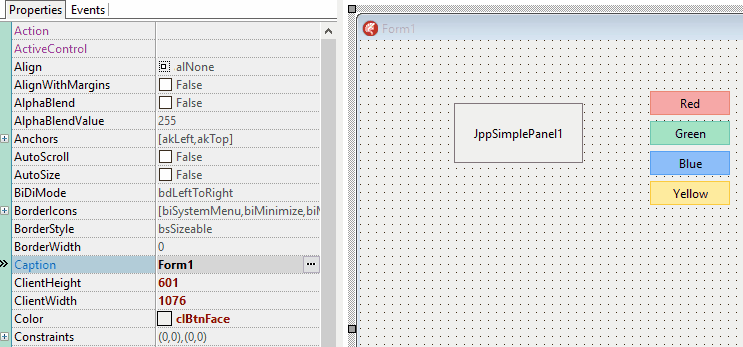 Properties Events
Action
ActiveControl
Align alNone
AlignWithMargins False
AlphaBlend False
AlphaBlendValue 255
Anchors [akLeft,akTop]
AutoScroll False
AutoSize False
BiDiMode bdLeftToRight
BorderIcons [biSystemMenu,biMinimize,biM
BorderStyle bsSizeable
BorderWidth 0
Caption Form1 ...
ClientHeight 601
ClientWidth 1076
Color clBtnFace
Constraints (0,0),(0,0)
Form1
JppSimplePanel1
Red
Green
Blue
Yellow